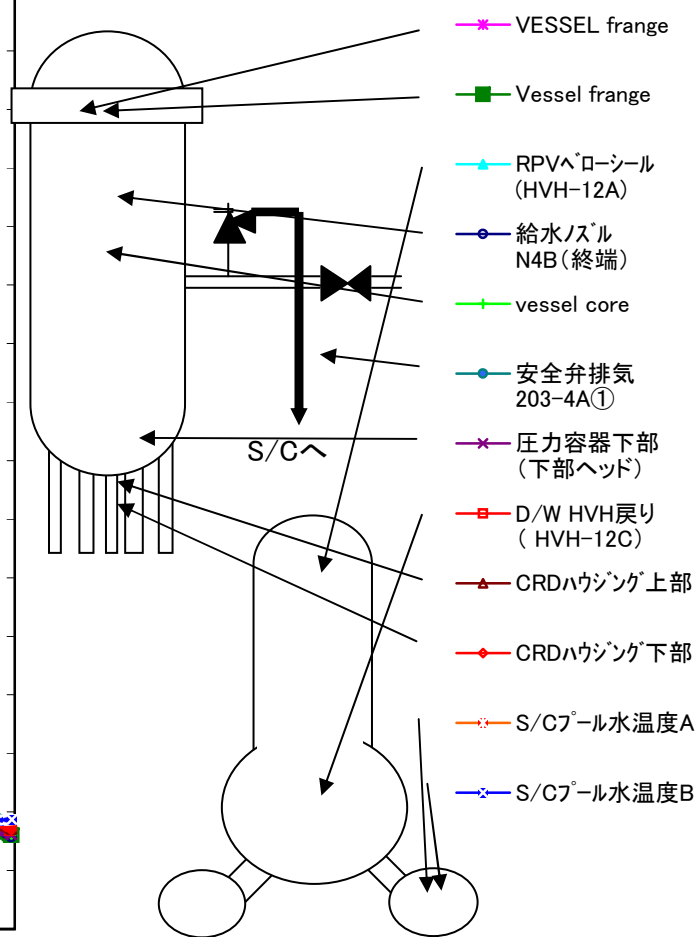 VESSEL frange
Vessel frange
RPVベローシール
(HVH-12A)
給水ノズル
N4B(終端)
vessel core
安全弁排気
203-4A①
S/Cへ
圧力容器下部
(下部ヘッド)
D/W HVH戻り
( HVH-12C)
CRDハウジング上部
CRDハウジング下部
S/Cプール水温度A
S/Cプール水温度B